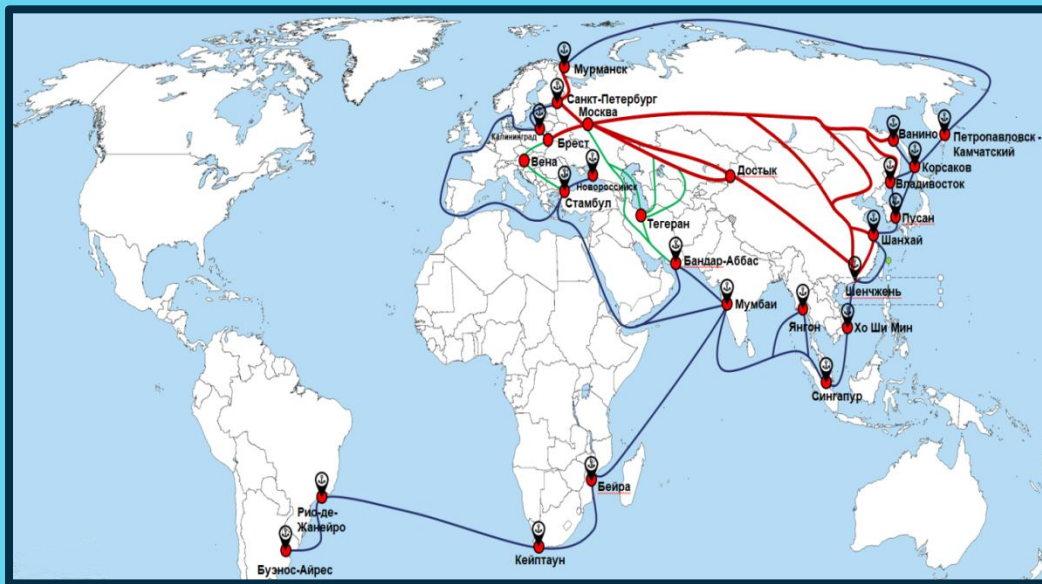 Мурманск
Санкт-Петербург
Москва
Калининград
Брест
Ванино
Петропавловск -
Камчатский
Корсаков
Вена
Новороссийск
Достык
Владивосток
Стамбул
Пусан
Тегеран
Шанхай
Бандар-Аббас
Шенчжень
Мумбаи
Янгон
Хо Ши Мин
Сингапур
Бейра
Рио-де-
Жанейро
Кейптаун
Буэнос-Айрес